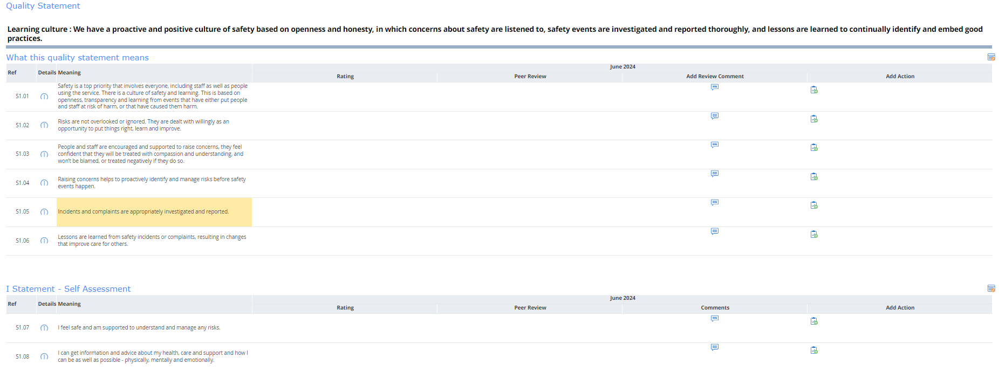 Quality Statement
Learning culture : We have a proactive and positive culture of safety based on openness and honesty, in which concerns about safety are listened to, safety events are investigated and reported thoroughly, and lessons are learned to continually identify and embed good
practices.
What this quality statement means
Ref Details Meaning June 2024
Rating Peer Review Add Review Comment Add Action
S1.01 Safety is a top priority that involves everyone, including staff as well as people
using the service. There is a culture of safety and learning. This is based on
openness, transparency and learning from events that have either put people
and staff at risk of harm, or that have caused them harm.
S1.02 Risks are not overlooked or ignored. They are dealt with willingly as an
opportunity to put things right, learn and improve.
S1.03 People and staff are encouraged and supported to raise concerns, they feel
confident that they will be treated with compassion and understanding, and
won't be blamed, or treated negatively if they do so.
S1.04 Raising concerns helps to proactively identify and manage risks before safety
events happen.
S1.05 Incidents and complaints are appropriately investigated and reported.
S1.06 Lessons are learned from safety incidents or complaints, resulting in changes
that improve care for others.
I Statement - Self Assessment
Ref Details Meaning June 2024
Rating Peer Review Comments Add Action
S1.07 I feel safe and am supported to understand and manage any risks.
S1.08 I can get information and advice about my health, care and support and how I
can be as well as possible - physically, mentally and emotionally.